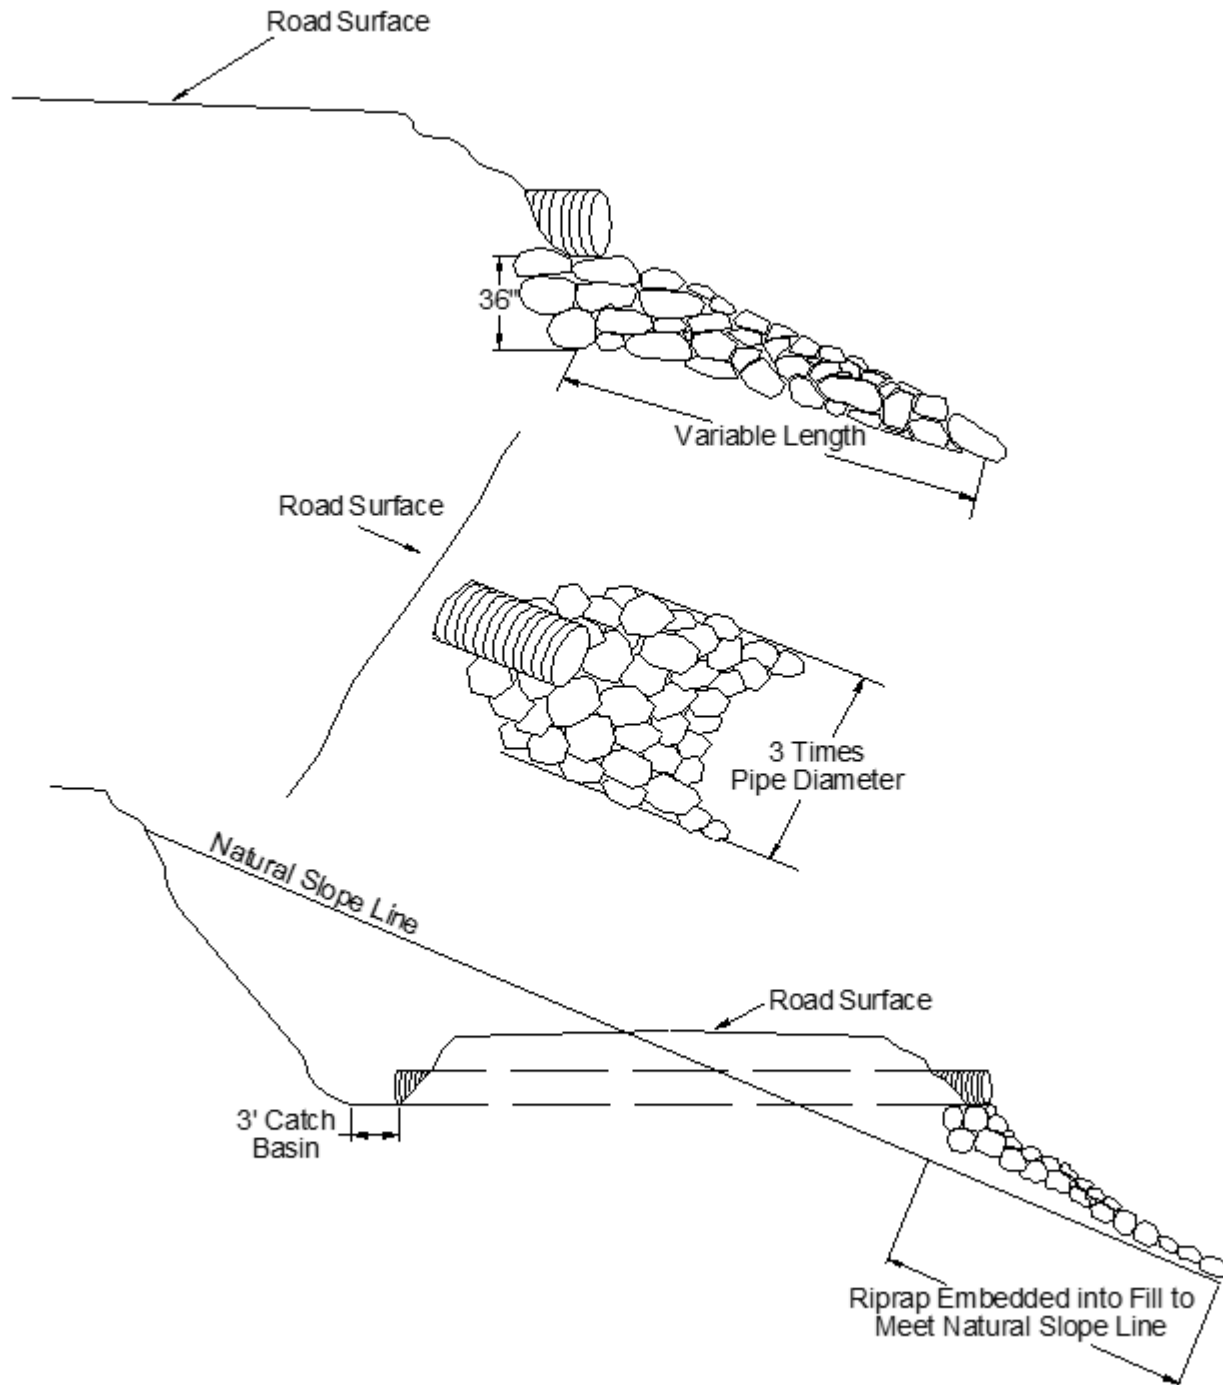 Road Surface
36"
Variable Length
Road Surface
3 Times
Pipe Diameter
Natural Slope Line
Road Surface
3' Catch
Basin
Riprap Embedded into Fill to
Meet Natural Slope Line